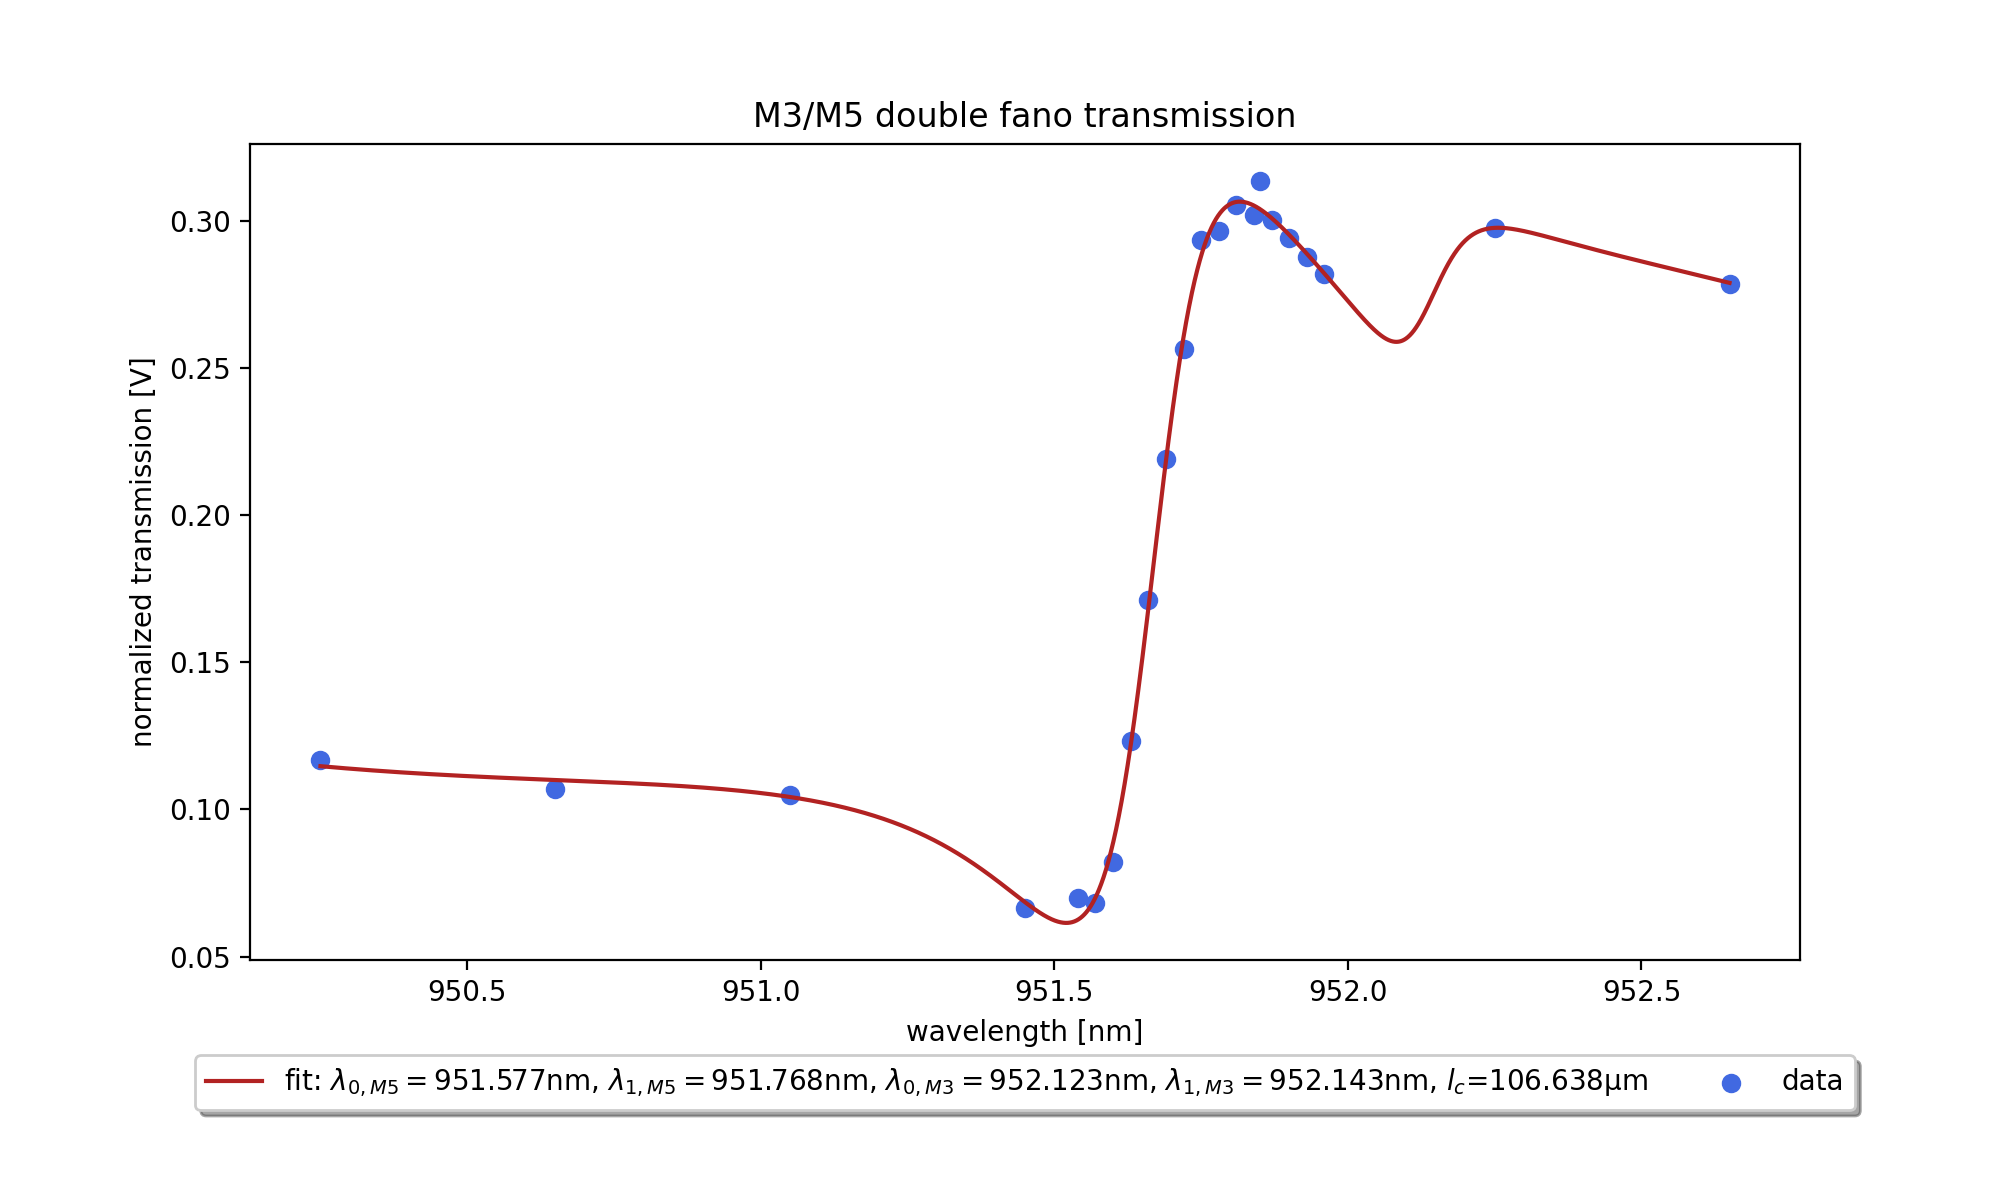 M3/M5 double fano transmission
normalized transmission [V]
0.30
0.25
0.20
0.15
0.10
0.05
950.5 951.0 951.5 952.0 952.5
wavelength [nm]
fit: λ0,M5 = 951.577nm, λ1,M5 = 951.768nm, λ0,M3 = 952.123nm, λ1,M3 = 952.143nm, lc=106.638μm data